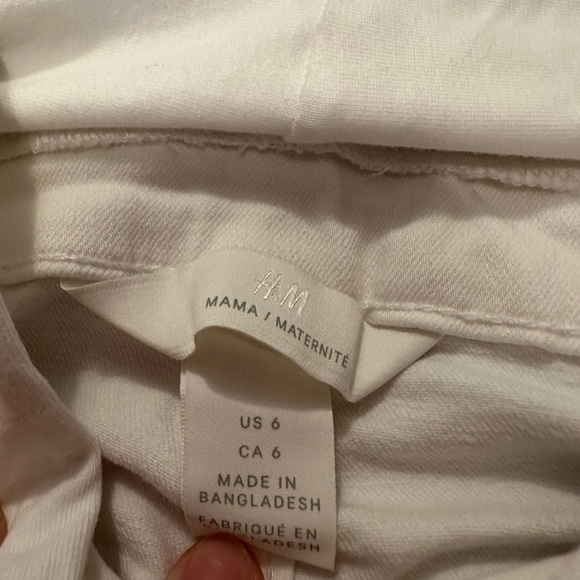 H&M
MAMA / MATERNITÉ
US 6
CA 6
MADE IN
BANGLADESH
FABRIQUÉ EN
BANGLADESH